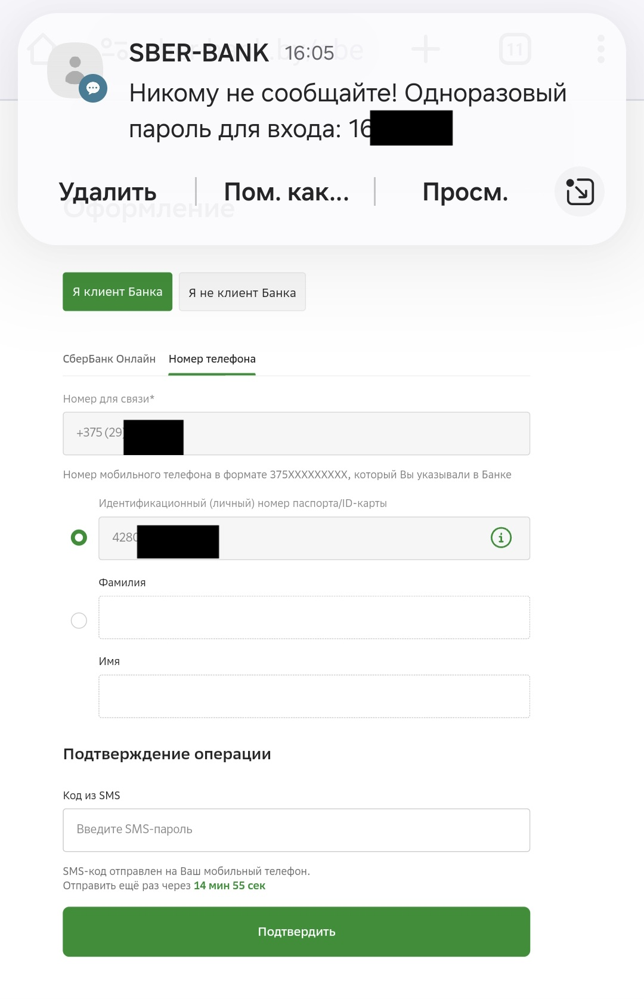 SBER-BANK 16:05
11
Никому не сообщайте! Одноразовый
пароль для входа: 16
Удалить Пом. как... Просм.
Оформление
Я клиент Банка Я не клиент Банка
СберБанк Онлайн Номер телефона
Номер для связи*
+375 (29)
Номер мобильного телефона в формате 375XXXXXXXXX, который Вы указывали в Банке
Идентификационный (личный) номер паспорта/ID-карты
4280
Фамилия
Имя
Подтверждение операции
Код из SMS
Введите SMS-пароль
SMS-код отправлен на Ваш мобильный телефон.
Отправить ещё раз через 14 мин 55 сек
Подтвердить